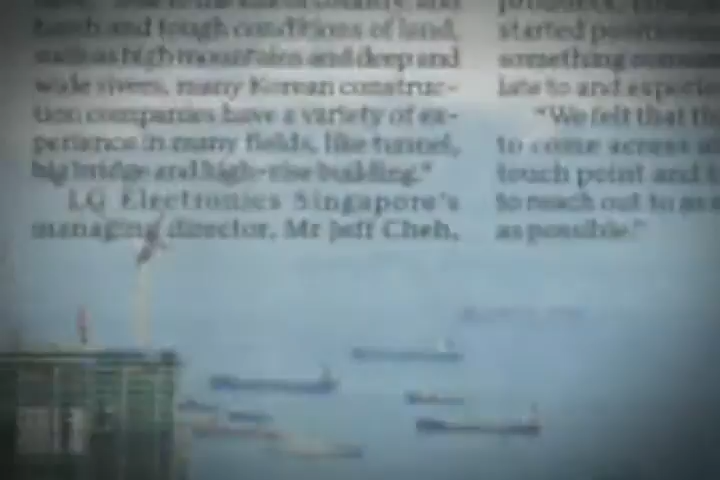 harsh and tough conditions of land,
such as high mountains and deep and
wide rivers, many Korean construc-
tion companies have a variety of ex-
perience in many fields, like tunnel,
big bridge and high-rise building."
LG Electronics Singapore's
managing director, Mr Jeff Cheh,
started positioning
something
late to and
"We felt that
to come across
touch point and
to reach out to as
as possible."